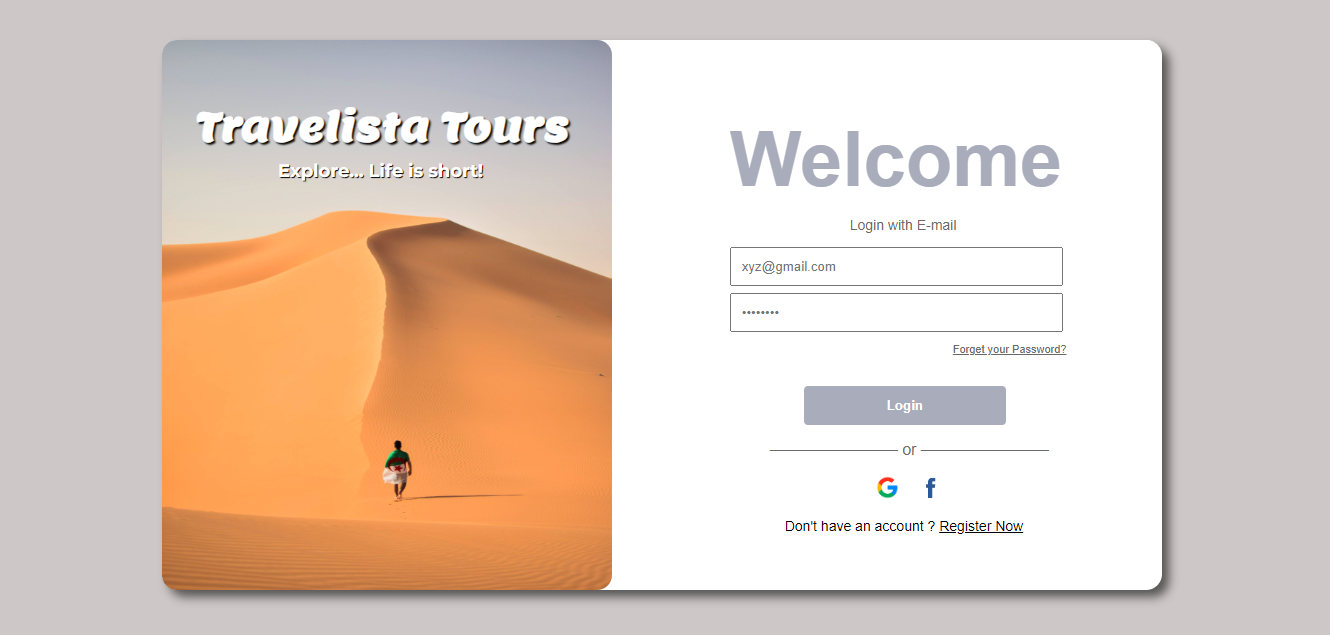 Travelista Tours
Explore... Life is short!
Welcome
Login with E-mail
xyz@gmail.com
••••••••
Forget your Password?
Login
or
Don't have an account ? Register Now